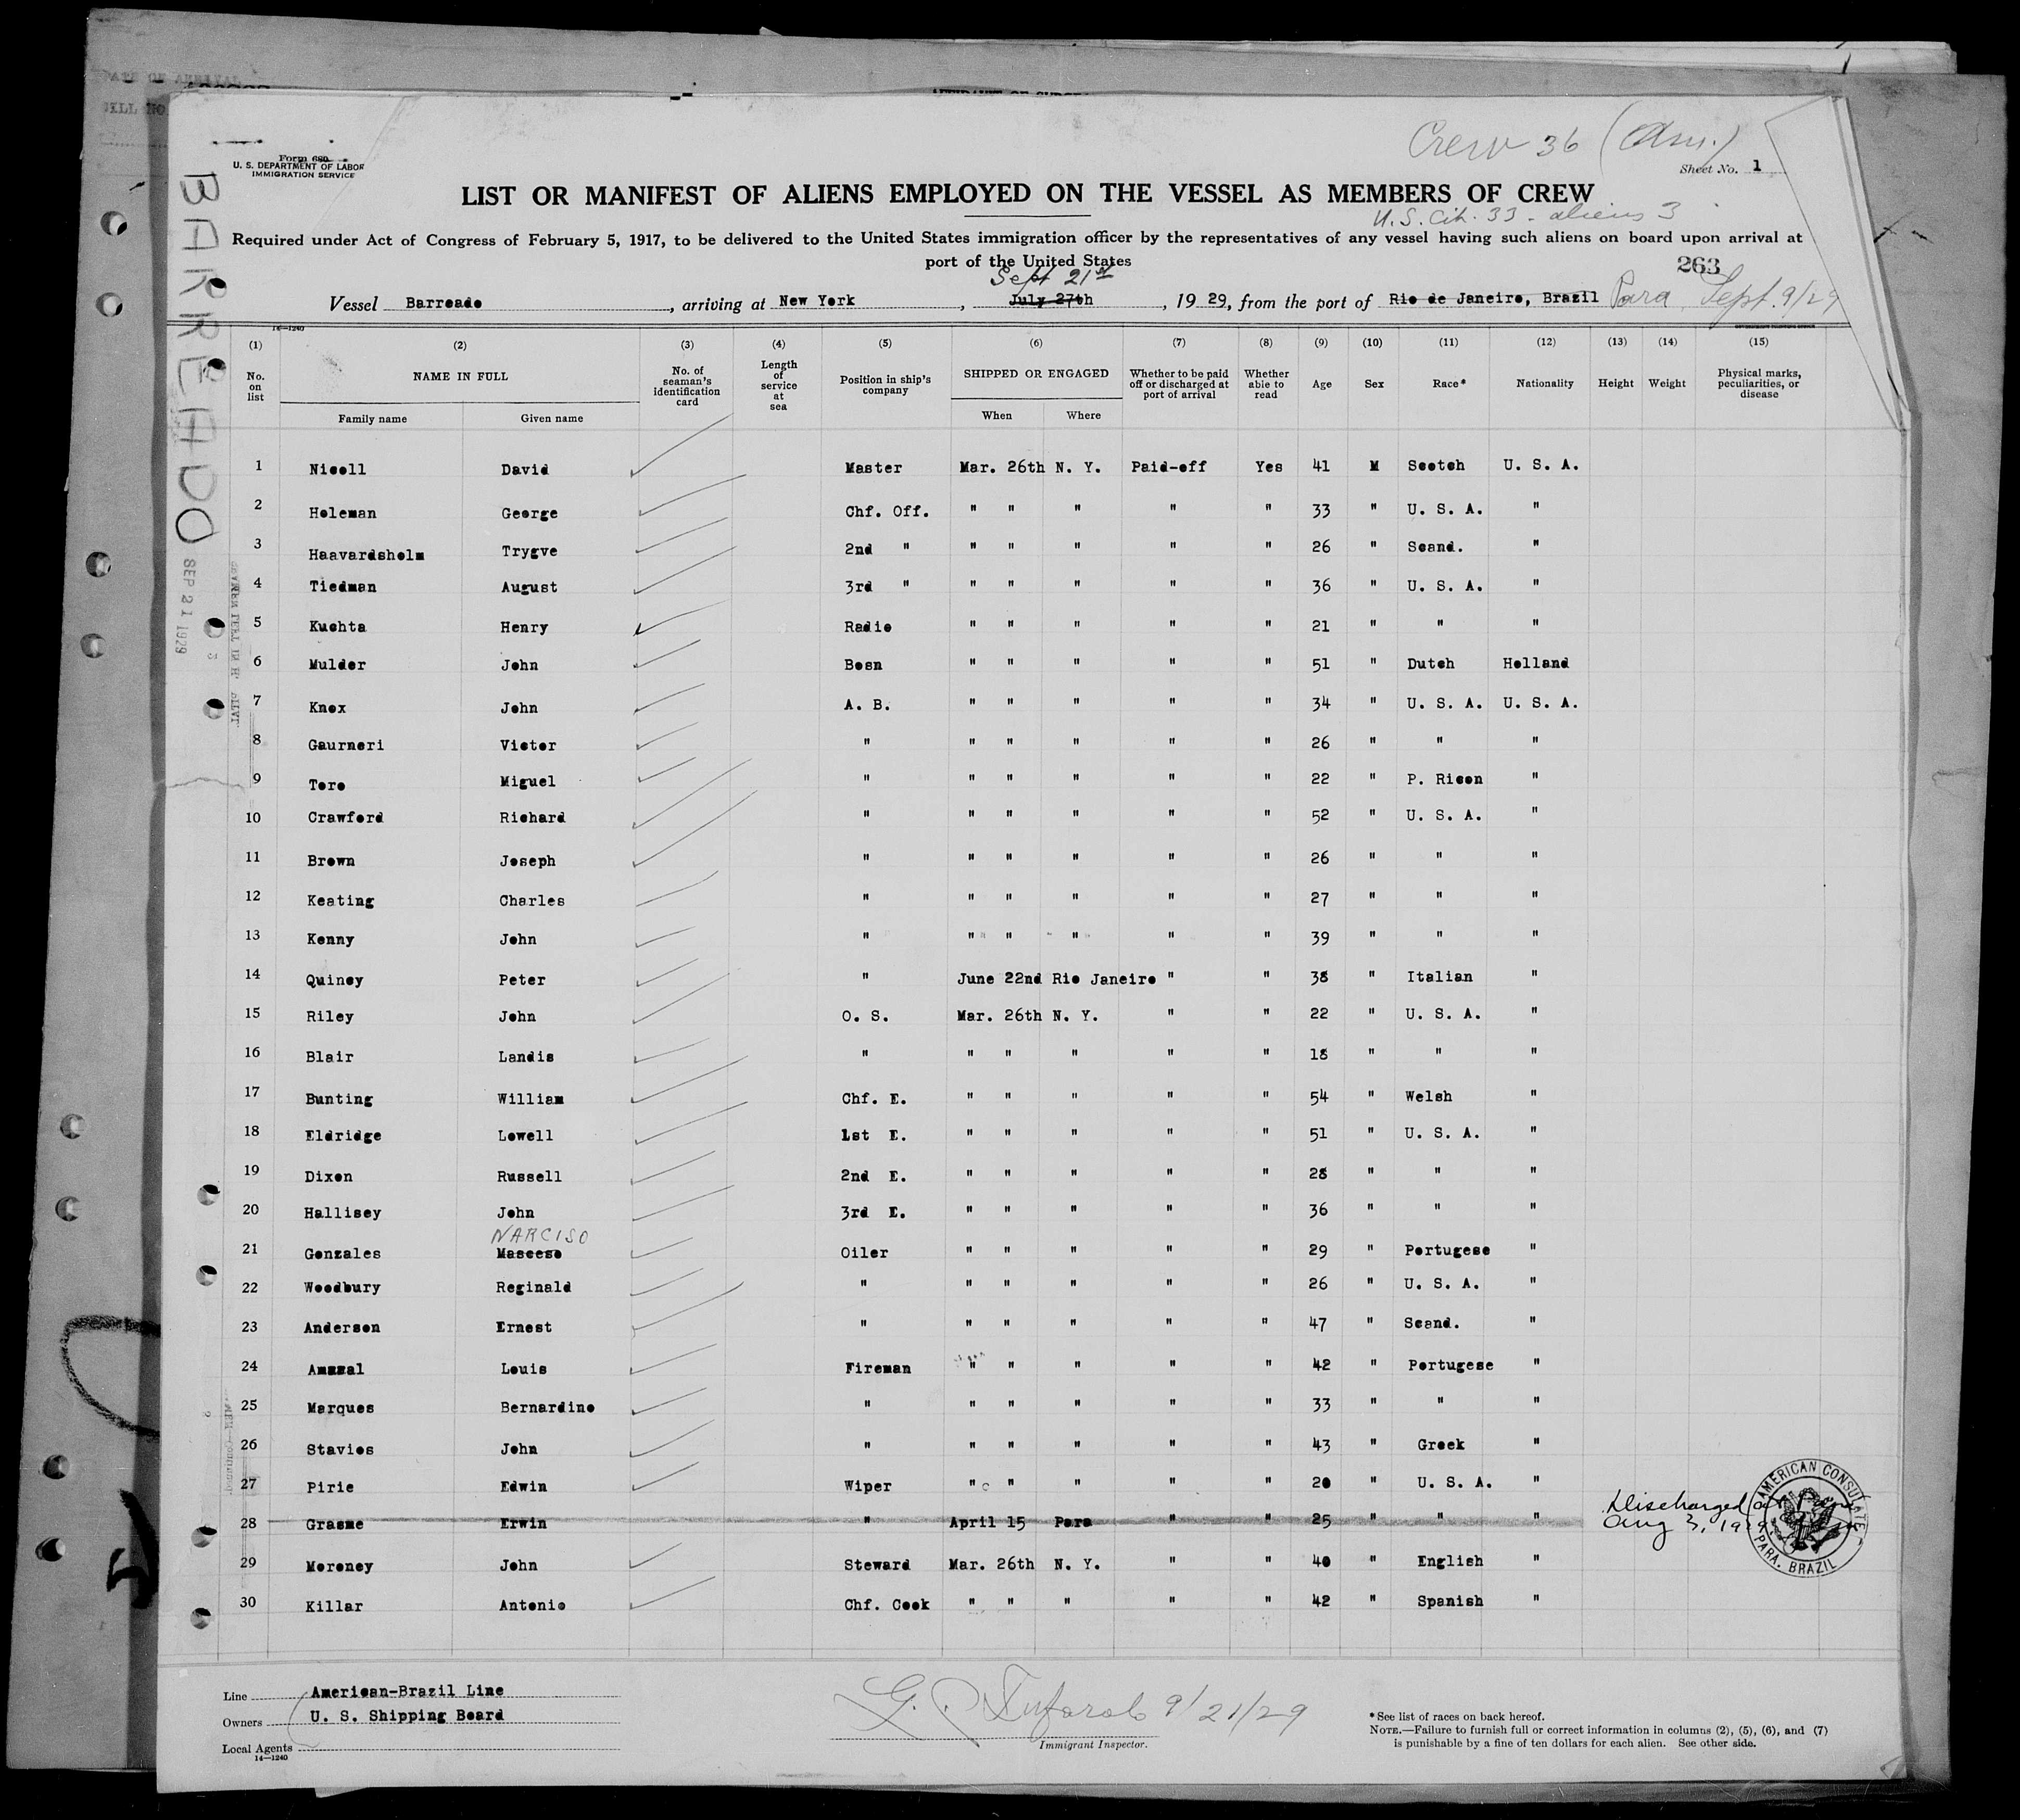 DATE OF ARRIVAL
Crew 36 (Am.)
Form 680
U. S. DEPARTMENT OF LABOR
IMMIGRATION SERVICE
Sheet No. 1
LIST OR MANIFEST OF ALIENS EMPLOYED ON THE VESSEL AS MEMBERS OF CREW
U.S. Cit. 33 - aliens 3
Required under Act of Congress of February 5, 1917, to be delivered to the United States immigration officer by the representatives of any vessel having such aliens on board upon arrival at
port of the United States
263
Sept 21st
Vessel Barreado, arriving at New York, July 27th, 1929, from the port of Rio de Janeiro, Brazil Para Sept. 9/29
BARREADO
SEP 21 1929
14-1240
(1) (2) (3) (4) (5) (6) (7) (8) (9) (10) (11) (12) (13) (14) (15)
No. on list NAME IN FULL No. of seaman's identification card Length of service at sea Position in ship's company SHIPPED OR ENGAGED Whether to be paid off or discharged at port of arrival Whether able to read Age Sex Race* Nationality Height Weight Physical marks, peculiarities, or disease
Family name Given name When Where
1 Nicoll David Master Mar. 26th N. Y. Paid-off Yes 41 M Scotch U. S. A.
2 Holeman George Chf. Off. " " " " " 33 " U. S. A. "
3 Haavardsholm Trygve 2nd " " " " " " 26 " Scand. "
4 Tiedman August 3rd " " " " " " 36 " U. S. A. "
5 Kuchta Henry Radio " " " " " 21 " " "
6 Mulder John Bosn " " " " " 51 " Dutch Holland
7 Knox John A. B. " " " " " 34 " U. S. A. U. S. A.
8 Gaurneri Victor " " " " " " 26 " " "
9 Toro Miguel " " " " " " 22 " P. Ricon "
10 Crawford Richard " " " " " " 52 " U. S. A. "
11 Brown Joseph " " " " " " 26 " " "
12 Keating Charles " " " " " " 27 " " "
13 Kenny John " " " " " " 39 " " "
14 Quincy Peter " June 22nd Rio Janeiro " " 38 " Italian "
15 Riley John O. S. Mar. 26th N. Y. " " 22 " U. S. A. "
16 Blair Landis " " " " " " 18 " " "
17 Bunting William Chf. E. " " " " " 54 " Welsh "
18 Eldridge Lowell 1st E. " " " " " 51 " U. S. A. "
19 Dixon Russell 2nd E. " " " " " 28 " " "
20 Hallisey John 3rd E. " " " " " 36 " " "
NARCISO
21 Gonzales Maseeso Oiler " " " " " 29 " Portugese "
22 Woodbury Reginald " " " " " " 26 " U. S. A. "
23 Anderson Ernest " " " " " " 47 " Scand. "
24 Amaral Louis Fireman " " " " " 42 " Portugese "
25 Marques Bernardino " " " " " " 33 " " "
26 Stavios John " " " " " " 43 " Greek "
27 Pirie Edwin Wiper " " " " " 20 " U. S. A. "
28 Graeme Erwin " April 15 Para " " 25 " " "
Discharged at Para
Aug 3, 1929
AMERICAN CONSULATE
PARA, BRAZIL
29 Moroney John Steward Mar. 26th N. Y. " " 40 " English "
30 Killar Antonio Chf. Cook " " " " " 42 " Spanish "
Line American-Brazil Line
Owners U. S. Shipping Board
Local Agents
14-1240
9/21/29
Immigrant Inspector.
*See list of races on back hereof.
NOTE.—Failure to furnish full or correct information in columns (2), (5), (6), and (7)
is punishable by a fine of ten dollars for each alien. See other side.